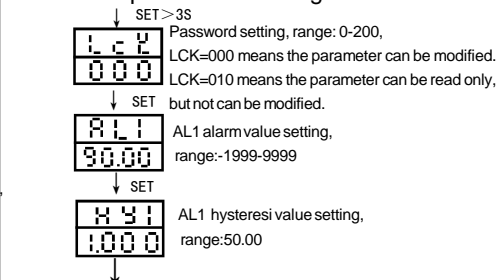 SET>3S
Password setting, range: 0-200,
LcK
LCK=000 means the parameter can be modified.
000
LCK=010 means the parameter can be read only,
SET but not can be modified.
AL1
AL1 alarm value setting,
90.00
range:-1999-9999
SET
HY1
AL1 hysteresi value setting,
1.000
range:50.00